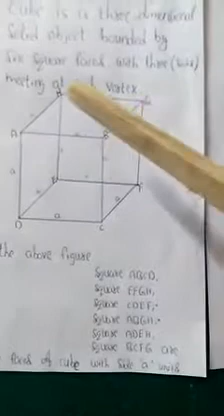 Cube is a three dimensional
Solid object bounded by
Six square faces with three (sides)
meeting at vertex.
A
B
D
C
a
the above figure
Square ABCD,
Square EFGH,
Square CDEF,
Square ABGH,
Square ADEH,
Square BCFG are
faces of cube with side 'a' units